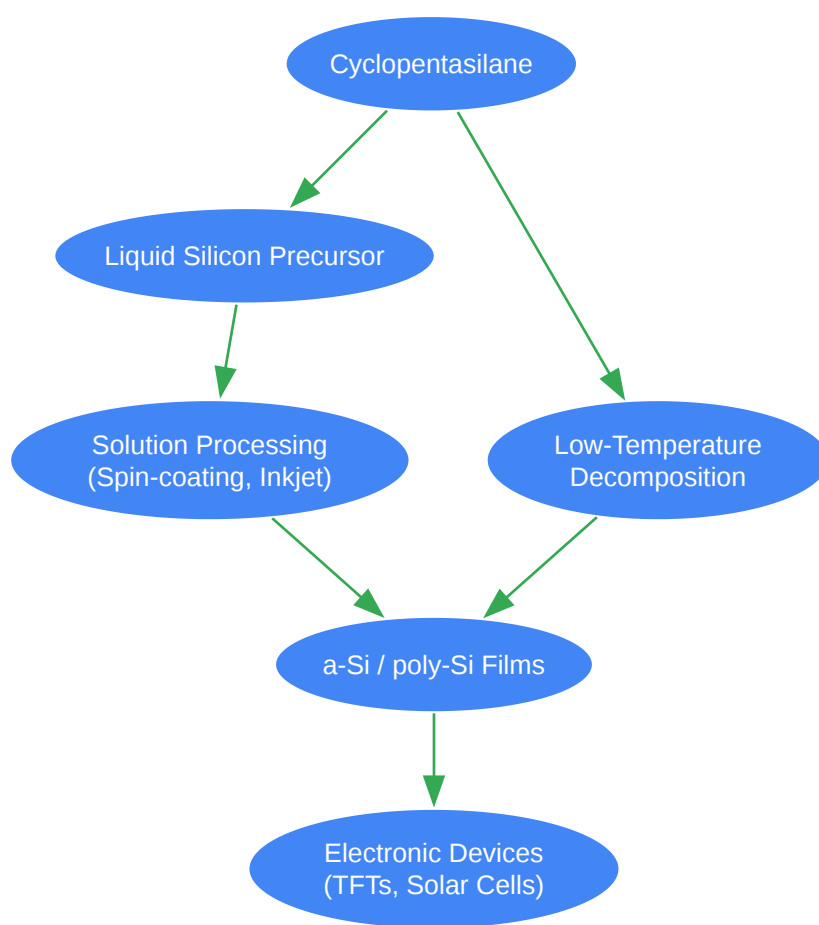 Cyclopentasilane
Liquid Silicon Precursor
Solution Processing
(Spin-coating, Inkjet)
Low-Temperature
Decomposition
a-Si / poly-Si Films
Electronic Devices
(TFTs, Solar Cells)